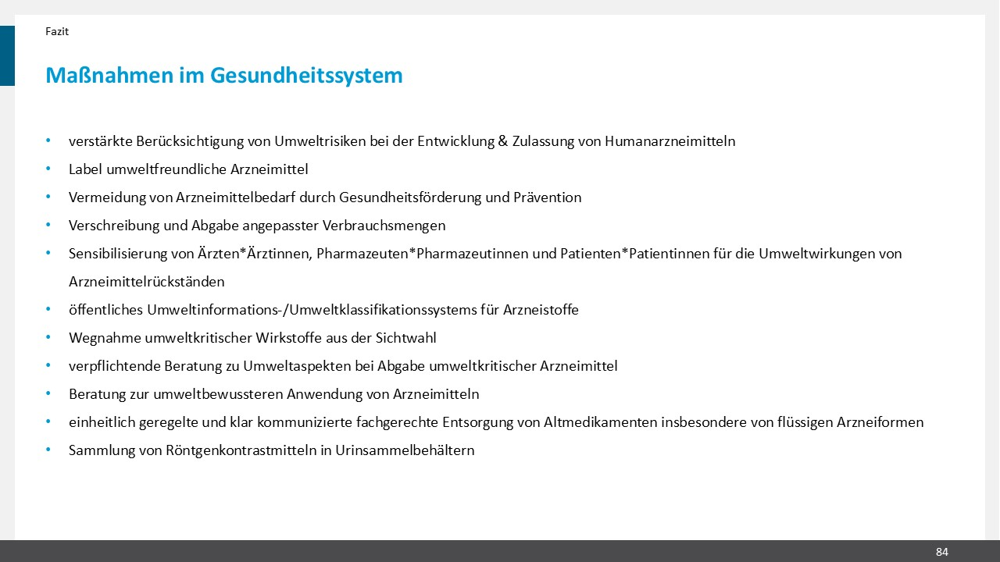 Fazit
Maßnahmen im Gesundheitssystem
• verstärkte Berücksichtigung von Umweltrisiken bei der Entwicklung & Zulassung von Humanarzneimitteln
• Label umweltfreundliche Arzneimittel
• Vermeidung von Arzneimittelbedarf durch Gesundheitsförderung und Prävention
• Verschreibung und Abgabe angepasster Verbrauchsmengen
• Sensibilisierung von Ärzten*Ärztinnen, Pharmazeuten*Pharmazeutinnen und Patienten*Patientinnen für die Umweltwirkungen von
Arzneimittelrückständen
• öffentliches Umweltinformations-/Umweltklassifikationssystems für Arzneistoffe
• Wegnahme umweltkritischer Wirkstoffe aus der Sichtwahl
• verpflichtende Beratung zu Umweltaspekten bei Abgabe umweltkritischer Arzneimittel
• Beratung zur umweltbewussteren Anwendung von Arzneimitteln
• einheitlich geregelte und klar kommunizierte fachgerechte Entsorgung von Altmedikamenten insbesondere von flüssigen Arzneiformen
• Sammlung von Röntgenkontrastmitteln in Urinsammelbehältern
84